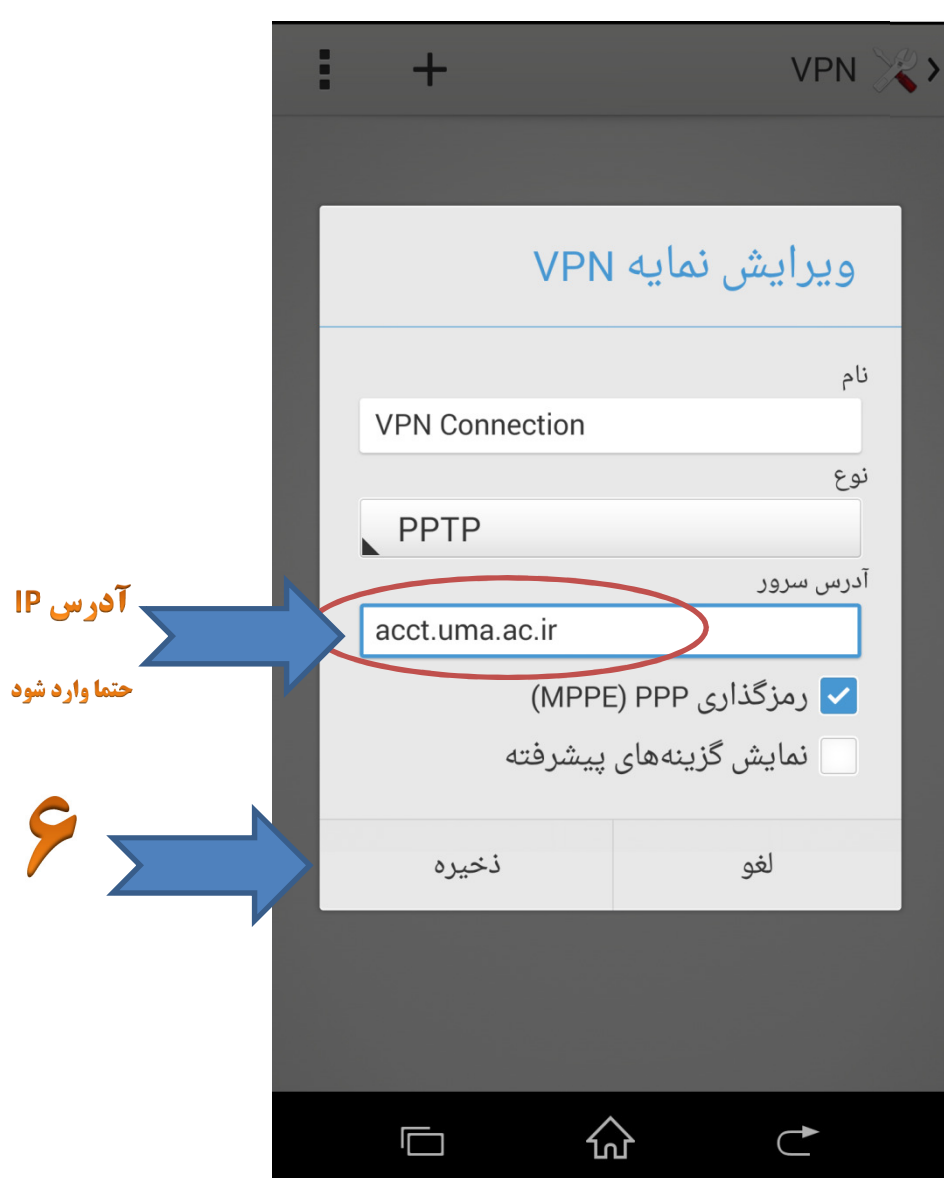 VPN
ویرایش نمایه VPN
نام
VPN Connection
نوع
PPTP
آدرس سرور
acct.uma.ac.ir
رمزگذاری PPP (MPPE)
نمایش گزینه‌های پیشرفته
لغو
ذخیره
آدرس IP
حتما وارد شود
۶